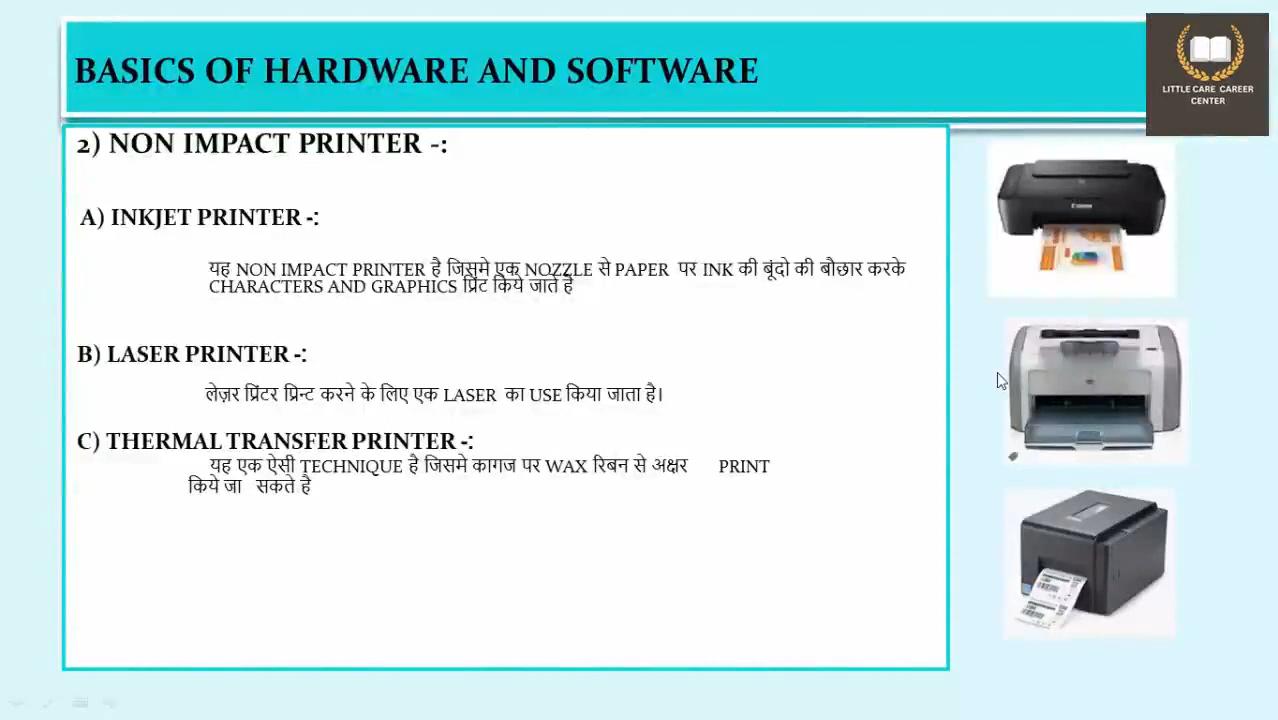 BASICS OF HARDWARE AND SOFTWARE
LITTLE CARE CAREER
CENTER
2) NON IMPACT PRINTER -:
A) INKJET PRINTER -:
यह NON IMPACT PRINTER है जिसमे एक NOZZLE से PAPER पर INK की बूंदो की बौछार करके
CHARACTERS AND GRAPHICS प्रिंट किये जाते है
B) LASER PRINTER -:
लेज़र प्रिंटर प्रिन्ट करने के लिए एक LASER का USE किया जाता है।
C) THERMAL TRANSFER PRINTER -:
यह एक ऐसी TECHNIQUE है जिसमे कागज पर WAX रिबन से अक्षर PRINT
किये जा सकते है